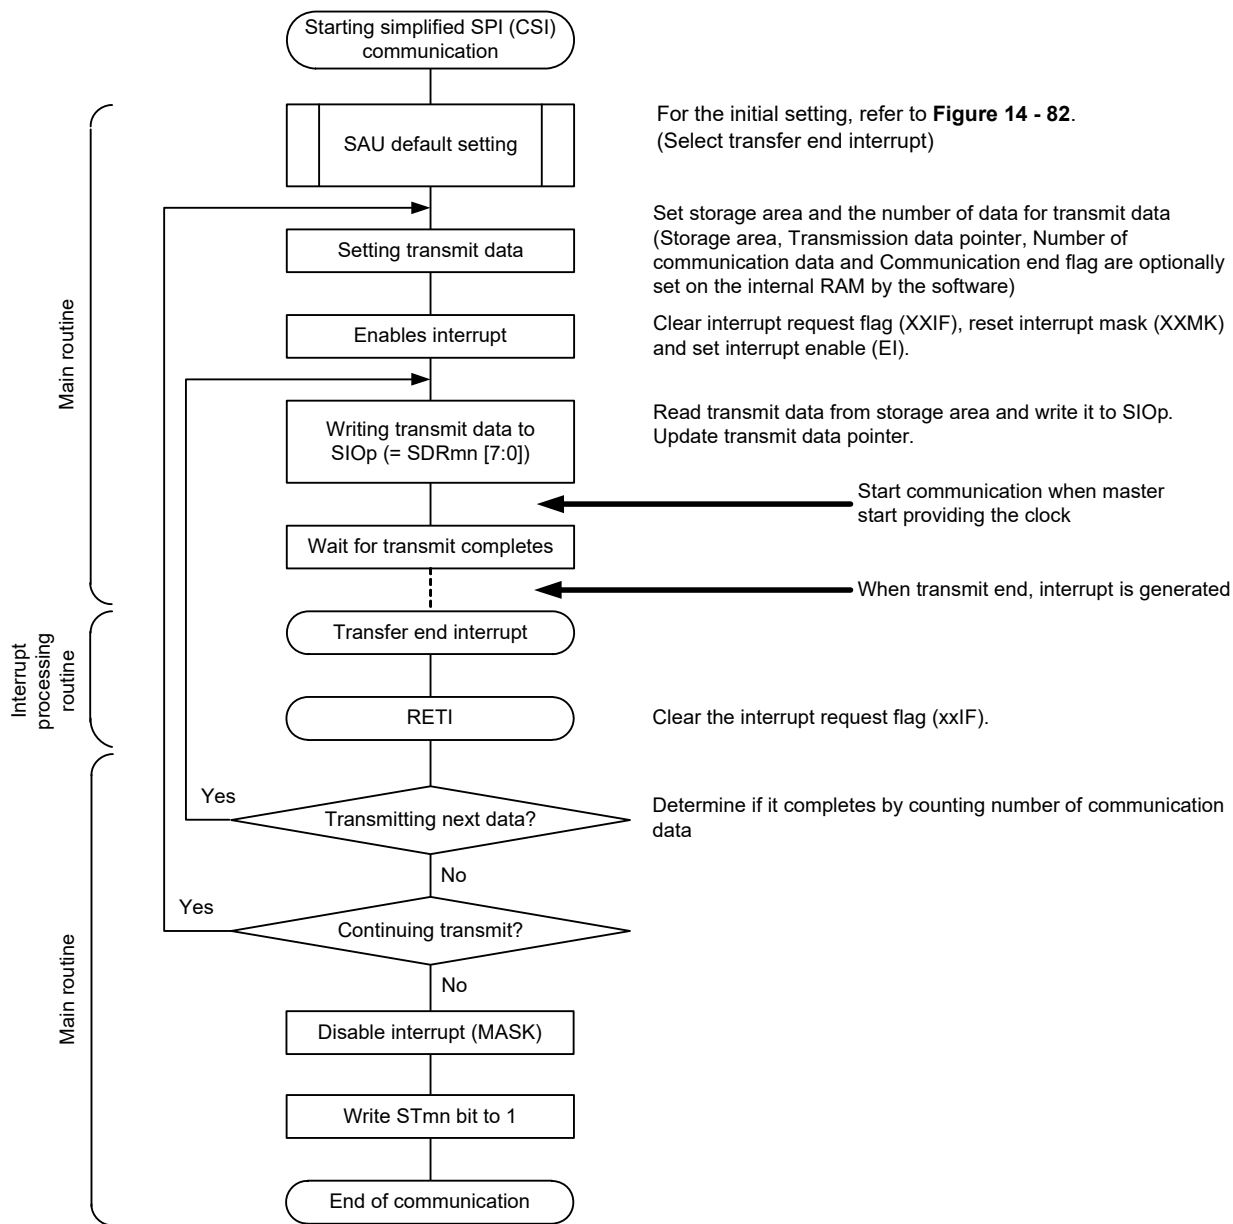 Starting simplified SPI (CSI)
communication
SAU default setting
For the initial setting, refer to Figure 14 - 82.
(Select transfer end interrupt)
Setting transmit data
Set storage area and the number of data for transmit data
(Storage area, Transmission data pointer, Number of
communication data and Communication end flag are optionally
set on the internal RAM by the software)
Main routine
Enables interrupt
Clear interrupt request flag (XXIF), reset interrupt mask (XXMK)
and set interrupt enable (EI).
Writing transmit data to
SIOp (= SDRmn [7:0])
Read transmit data from storage area and write it to SIOp.
Update transmit data pointer.
Start communication when master
start providing the clock
Wait for transmit completes
When transmit end, interrupt is generated
Interrupt
processing
routine
Transfer end interrupt
RETI
Clear the interrupt request flag (xxIF).
Yes
Transmitting next data?
Determine if it completes by counting number of communication
data
No
Yes
Continuing transmit?
No
Main routine
Disable interrupt (MASK)
Write STmn bit to 1
End of communication